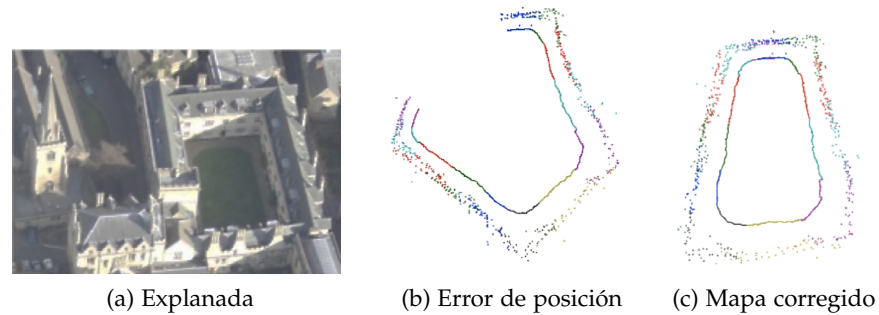 (a) Explanada
(b) Error de posición
(c) Mapa corregido